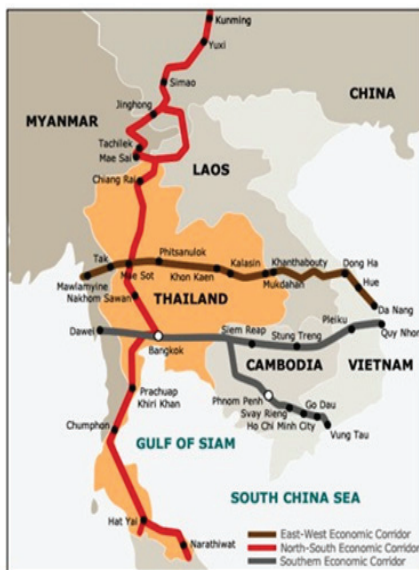 Kunming
Yuxi
Simao
CHINA
Jinghong
MYANMAR
Tachilek
Mae Sai
LAOS
Chiang Rai
Tak
Phitsanulok
Khanthabouty
Dong Ha
Kalasin
Hue
Mawlamyine
Mae Sot
Khon Kaen
Mukdahan
Nakhom Sawan
THAILAND
Da Nang
Pleiku
Dawei
Siem Reap
Stung Treng
Quy Nhon
Bangkok
CAMBODIA
VIETNAM
Phnom Penh
Prachuap
Khiri Khan
Go Dau
Svay Rieng
Ho Chi Minh City
Chumphon
Vung Tau
GULF OF SIAM
SOUTH CHINA SEA
Hat Yai
Narathiwat
East-West Economic Corridor
North-South Economic Corridor
Southern Economic Corridor